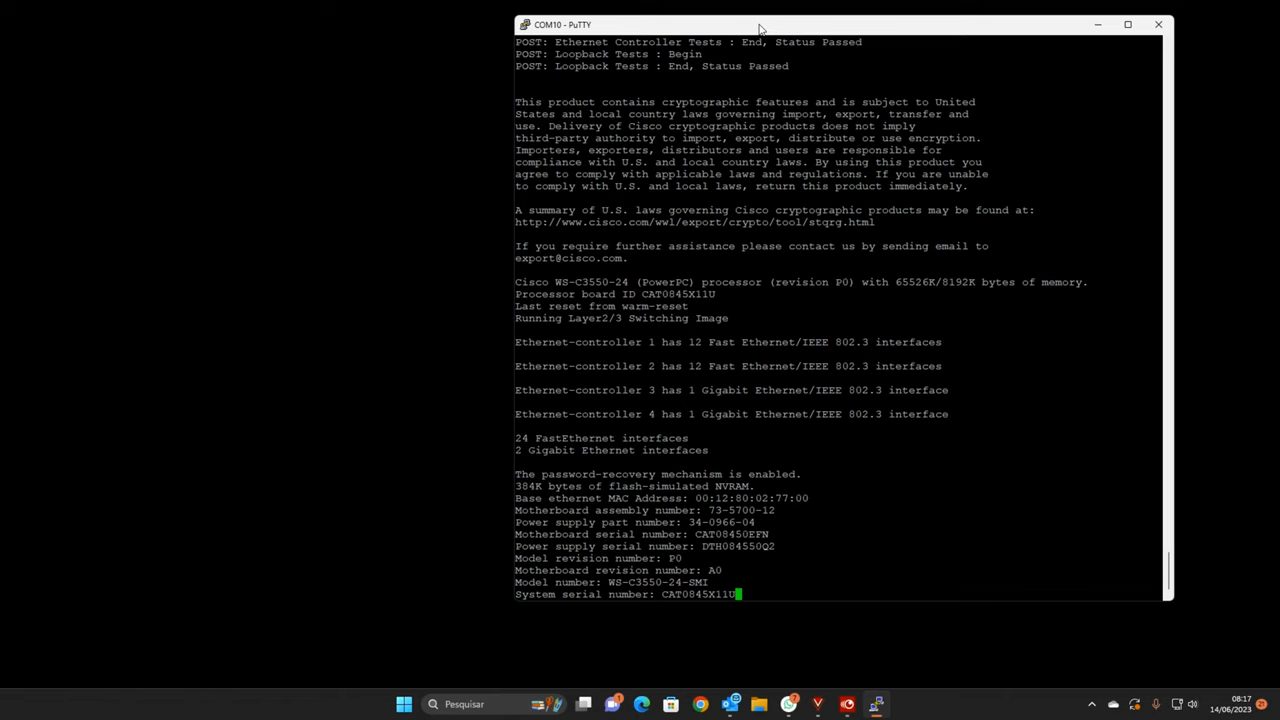 COM10 - PuTTY
POST: Ethernet Controller Tests : End, Status Passed
POST: Loopback Tests : Begin
POST: Loopback Tests : End, Status Passed
This product contains cryptographic features and is subject to United
States and local country laws governing import, export, transfer and
use. Delivery of Cisco cryptographic products does not imply
third-party authority to import, export, distribute or use encryption.
Importers, exporters, distributors and users are responsible for
compliance with U.S. and local country laws. By using this product you
agree to comply with applicable laws and regulations. If you are unable
to comply with U.S. and local laws, return this product immediately.
A summary of U.S. laws governing Cisco cryptographic products may be found at:
http://www.cisco.com/wwl/export/crypto/tool/stqrg.html
If you require further assistance please contact us by sending email to
export@cisco.com.
Cisco WS-C3550-24 (PowerPC) processor (revision P0) with 65526K/8192K bytes of memory.
Processor board ID CAT0845X11U
Last reset from warm-reset
Running Layer2/3 Switching Image
Ethernet-controller 1 has 12 Fast Ethernet/IEEE 802.3 interfaces
Ethernet-controller 2 has 12 Fast Ethernet/IEEE 802.3 interfaces
Ethernet-controller 3 has 1 Gigabit Ethernet/IEEE 802.3 interface
Ethernet-controller 4 has 1 Gigabit Ethernet/IEEE 802.3 interface
24 FastEthernet interfaces
2 Gigabit Ethernet interfaces
The password-recovery mechanism is enabled.
384K bytes of flash-simulated NVRAM.
Base ethernet MAC Address: 00:12:80:02:77:00
Motherboard assembly number: 73-5700-12
Power supply part number: 34-0966-04
Motherboard serial number: CAT08450EFN
Power supply serial number: DTH084550Q2
Model revision number: P0
Motherboard revision number: A0
Model number: WS-C3550-24-SMI
System serial number: CAT0845X11U
Pesquisar
1
7
08:17
14/06/2023